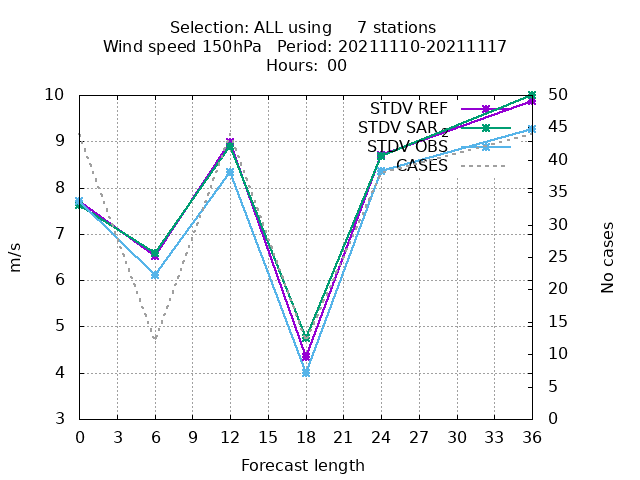 Selection: ALL using     7 stations
Wind speed 150hPa   Period: 20211110-20211117
Hours: 00
10
9
8
7
6
5
4
3
m/s
50
45
40
35
30
25
20
15
10
5
0
No cases
STDV REF
STDV SAR_2
STDV OBS
CASES
0 3 6 9 12 15 18 21 24 27 30 33 36
Forecast length